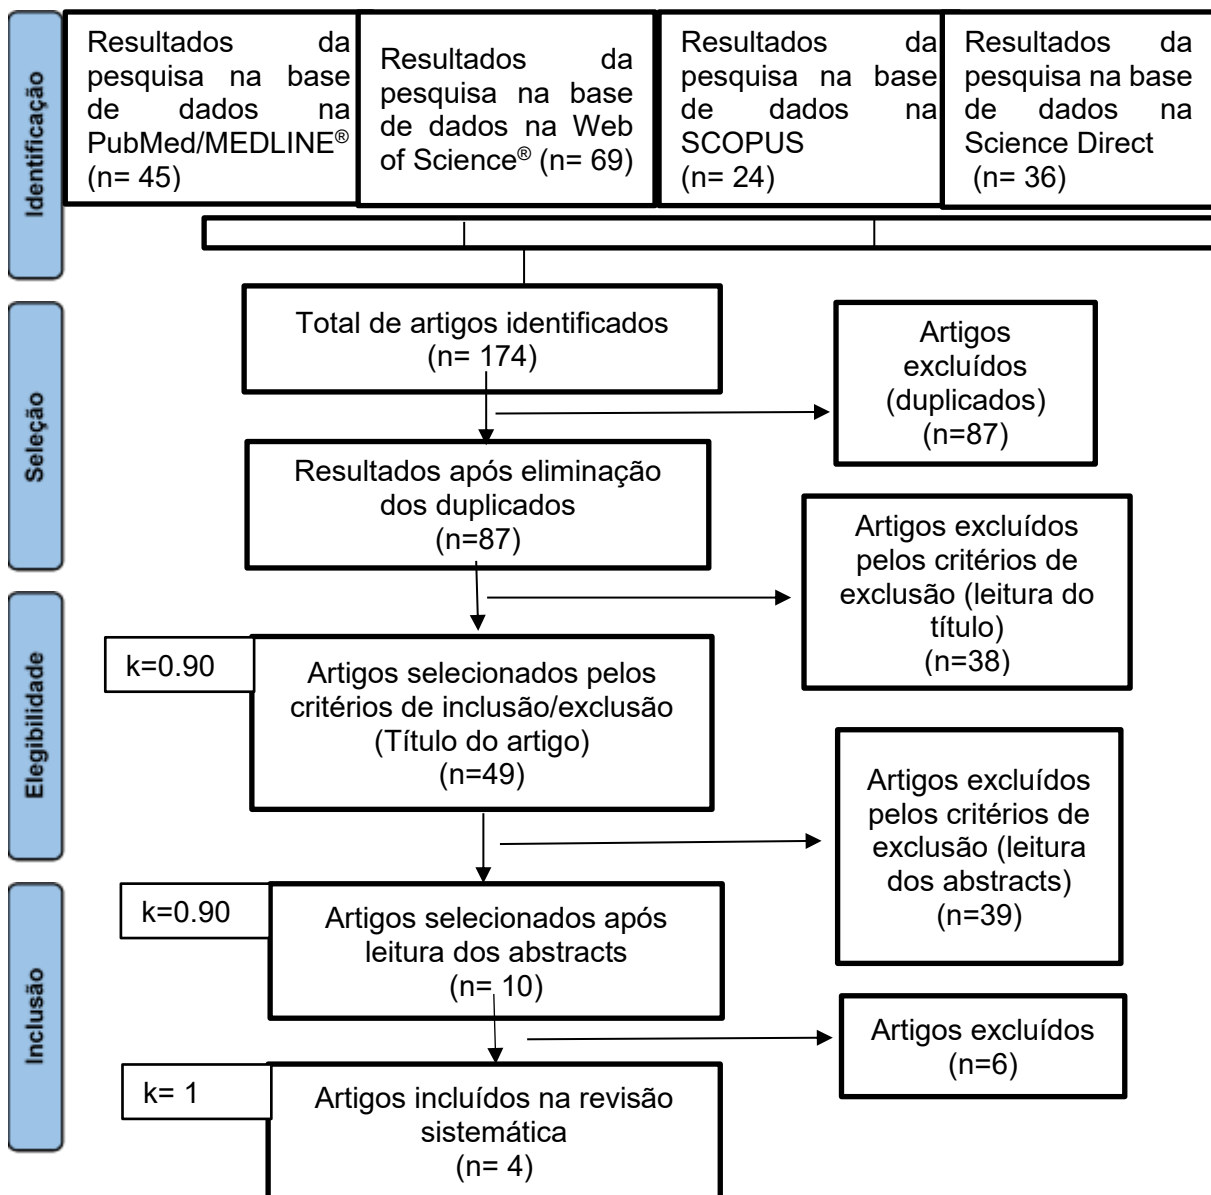 Identificação
Resultados da
pesquisa na base
de dados na
PubMed/MEDLINE®
(n= 45)
Resultados da
pesquisa na base
de dados na Web
of Science® (n= 69)
Resultados da
pesquisa na base
de dados na
SCOPUS
(n= 24)
Resultados da
pesquisa na base
de dados na
Science Direct
(n= 36)
Seleção
Total de artigos identificados
(n= 174)
Artigos
excluídos
(duplicados)
(n=87)
Resultados após eliminação
dos duplicados
(n=87)
Artigos excluídos
pelos critérios de
exclusão (leitura do
título)
(n=38)
Elegibilidade
k=0.90
Artigos selecionados pelos
critérios de inclusão/exclusão
(Título do artigo)
(n=49)
Artigos excluídos
pelos critérios de
exclusão (leitura
dos abstracts)
(n=39)
Inclusão
k=0.90
Artigos selecionados após
leitura dos abstracts
(n= 10)
Artigos excluídos
(n=6)
k= 1
Artigos incluídos na revisão
sistemática
(n= 4)